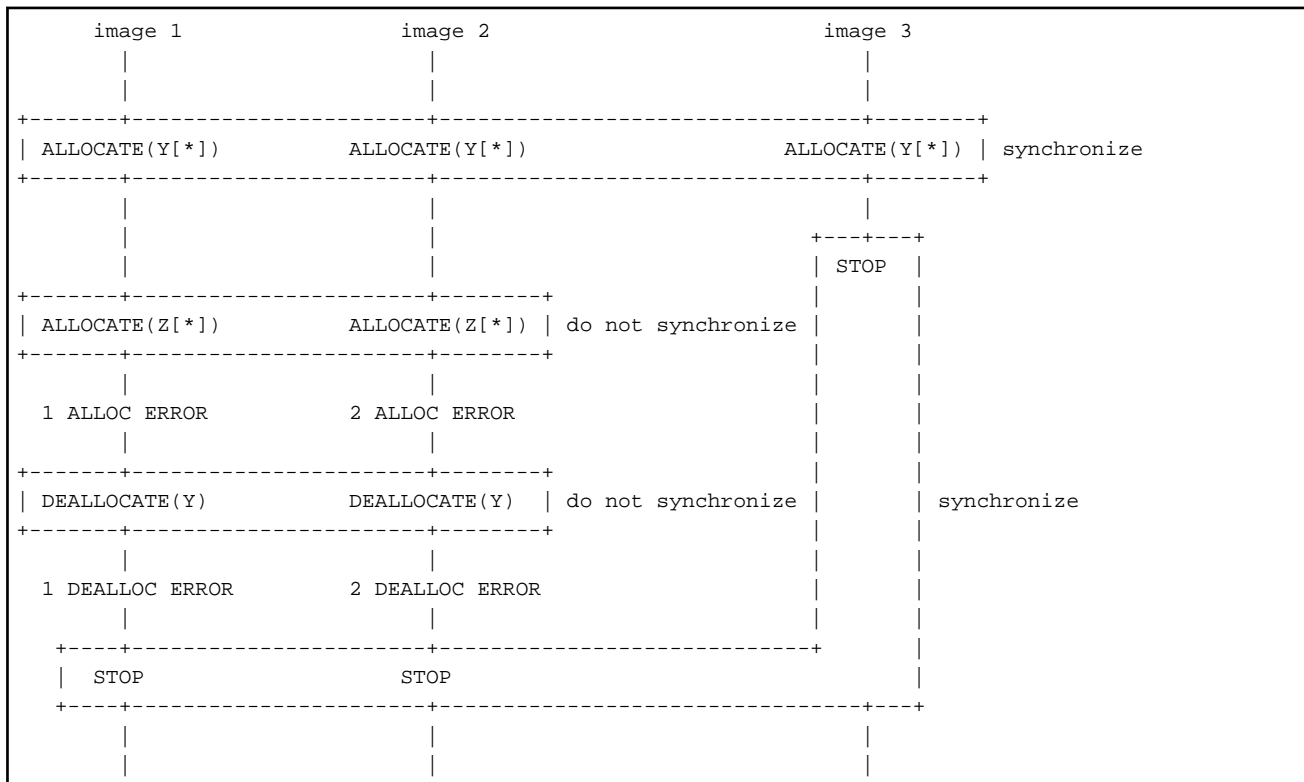 image 1 image 2 image 3
ALLOCATE(Y[*]) ALLOCATE(Y[*]) ALLOCATE(Y[*]) synchronize
STOP
ALLOCATE(Z[*]) ALLOCATE(Z[*]) do not synchronize
1 ALLOC ERROR 2 ALLOC ERROR
DEALLOCATE(Y) DEALLOCATE(Y) do not synchronize synchronize
1 DEALLOC ERROR 2 DEALLOC ERROR
STOP STOP